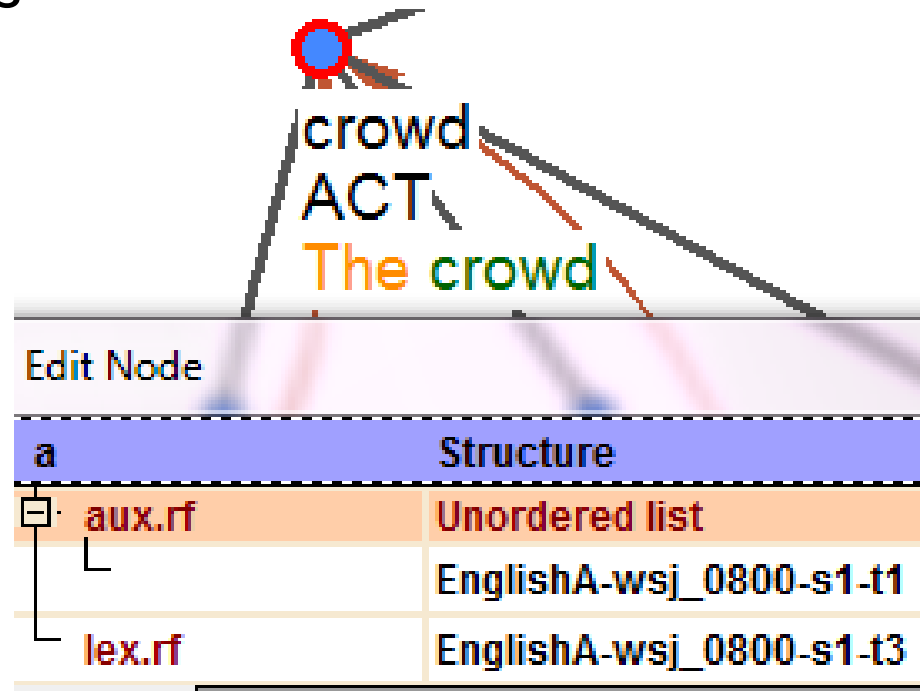 crowd
ACT
The crowd
Edit Node
a Structure
aux.rf Unordered list
EnglishA-wsj_0800-s1-t1
lex.rf EnglishA-wsj_0800-s1-t3